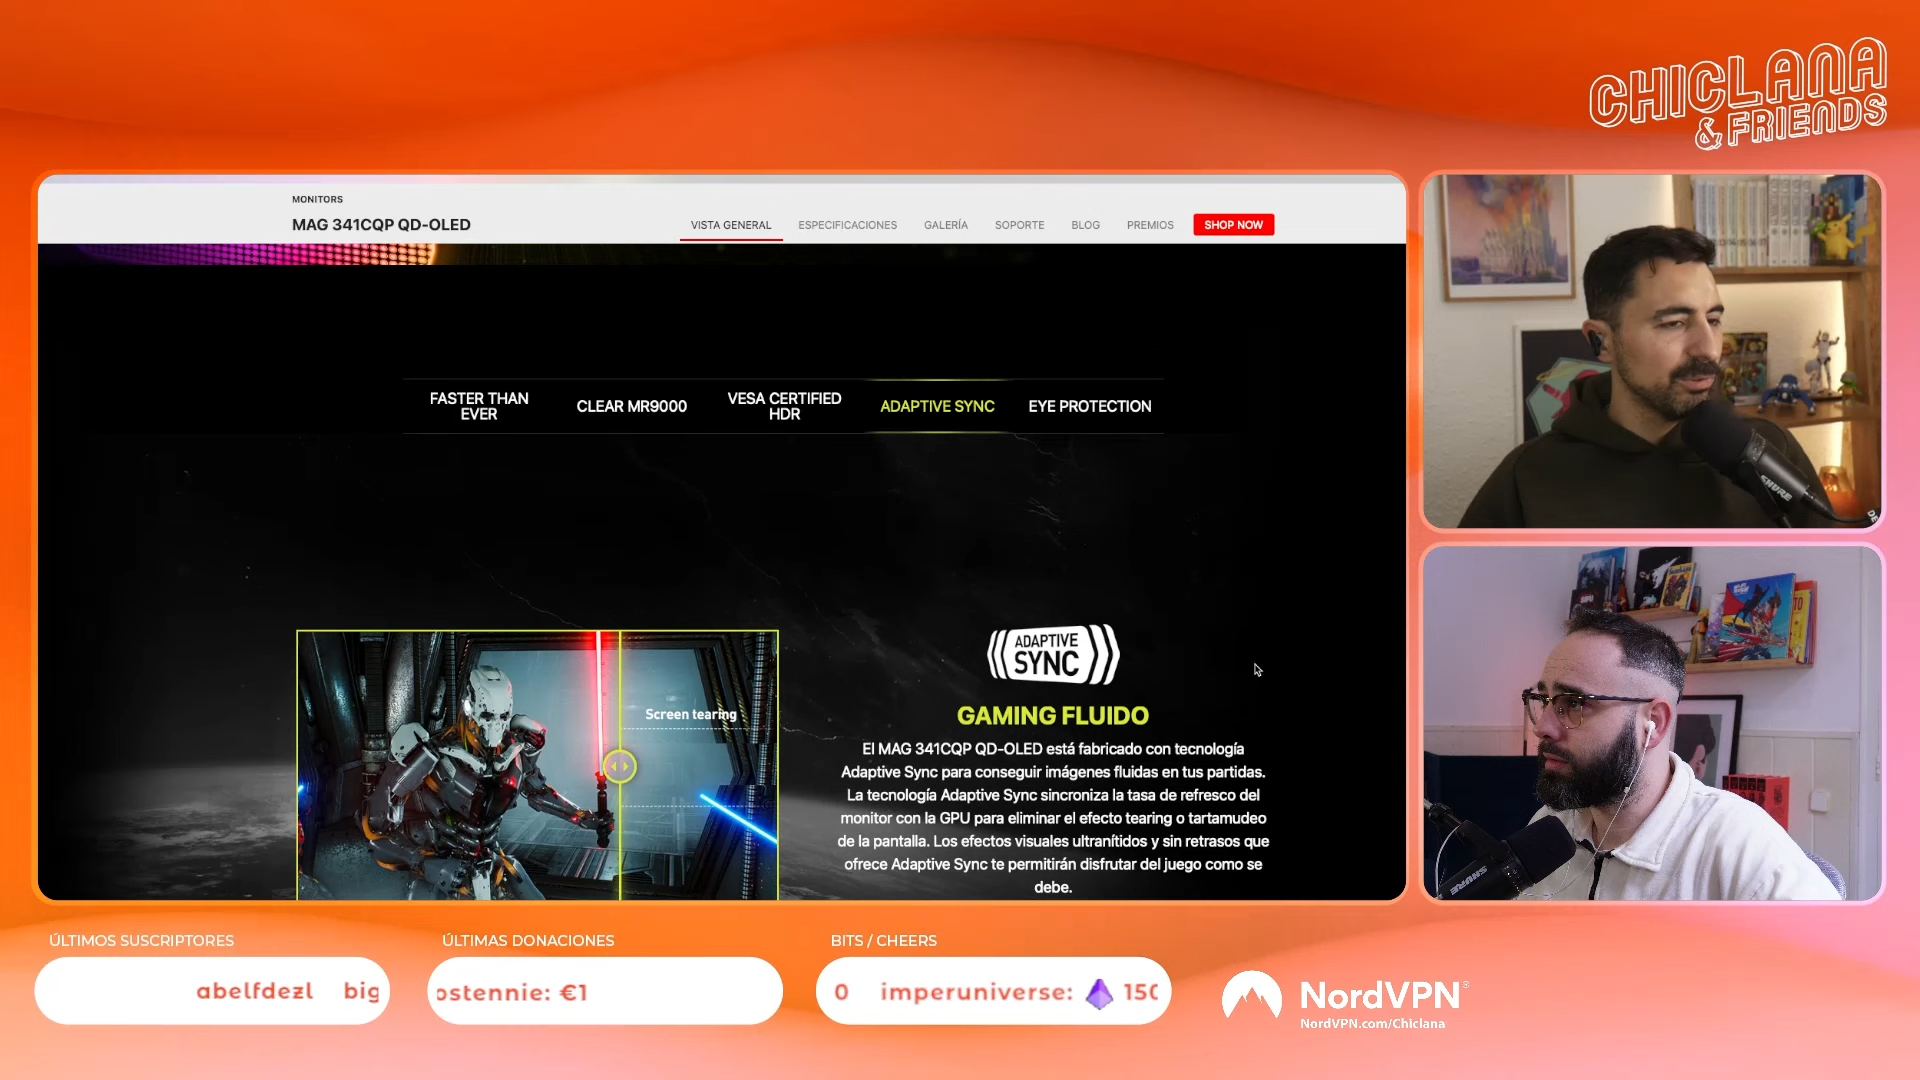 CHICLANA
& FRIENDS
MONITORS
MAG 341CQP QD-OLED
VISTA GENERAL
ESPECIFICACIONES
GALERÍA
SOPORTE
BLOG
PREMIOS
SHOP NOW
FASTER THAN
EVER
CLEAR MR9000
VESA CERTIFIED
HDR
ADAPTIVE SYNC
EYE PROTECTION
Screen tearing
ADAPTIVE
SYNC
GAMING FLUIDO
El MAG 341CQP QD-OLED está fabricado con tecnología
Adaptive Sync para conseguir imágenes fluidas en tus partidas.
La tecnología Adaptive Sync sincroniza la tasa de refresco del
monitor con la GPU para eliminar el efecto tearing o tartamudeo
de la pantalla. Los efectos visuales ultranítidos y sin retrasos que
ofrece Adaptive Sync te permitirán disfrutar del juego como se
debe.
SHURE
SHURE
ÚLTIMOS SUSCRIPTORES
abelfdezl big
ÚLTIMAS DONACIONES
ostennie: €1
BITS / CHEERS
0 imperuniverse: 150
NordVPN®
NordVPN.com/Chiclana